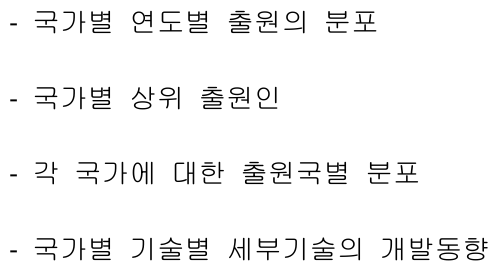 - 국가별 연도별 출원의 분포
- 국가별 상위 출원인
- 각 국가에 대한 출원국별 분포
- 국가별 기술별 세부기술의 개발동향